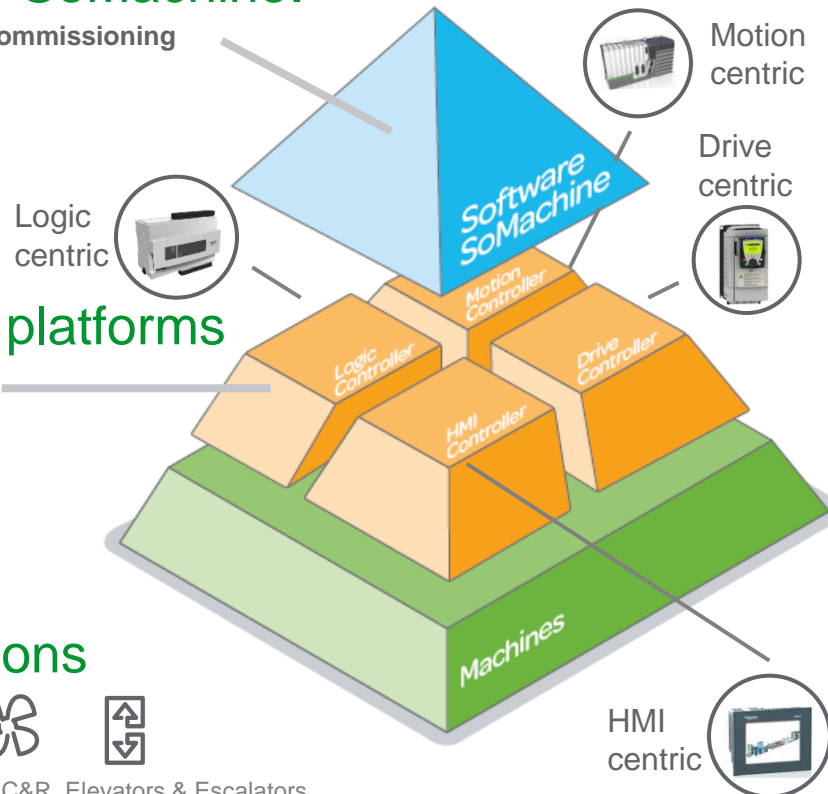 SoMachine:
ommissioning
Motion
centric
Drive
centric
Logic
centric
Software
SoMachine
Motion
Controller
platforms
Logic
Controller
Drive
Controller
HMI
Controller
Machines
ons
HMI
centric
C&R Elevators & Escalators